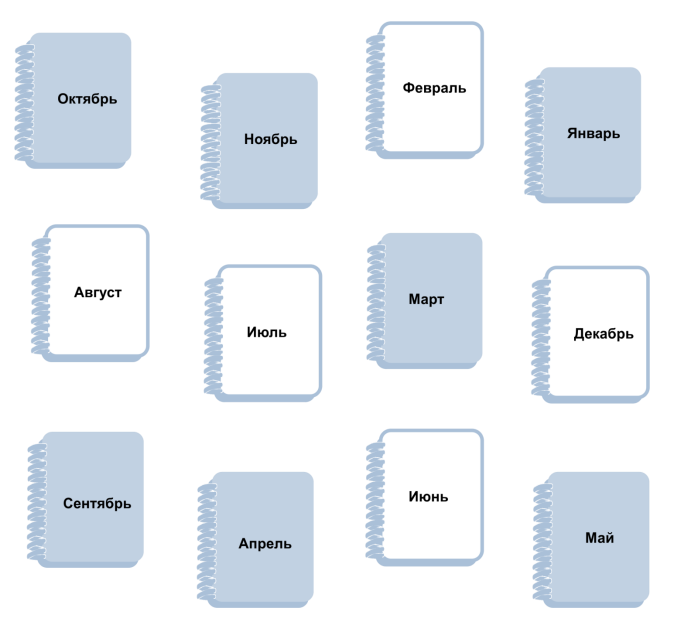 Октябрь
Ноябрь
Февраль
Январь
Август
Июль
Март
Декабрь
Сентябрь
Апрель
Июнь
Май